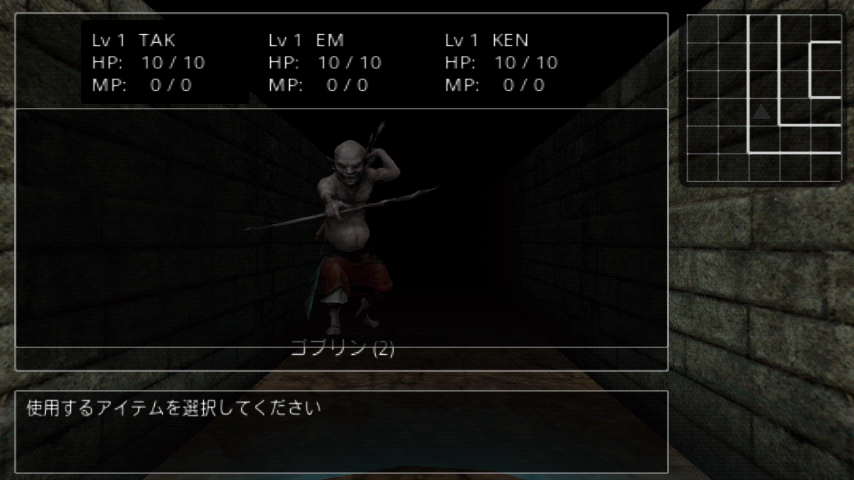 Lv 1 TAK Lv 1 EM Lv 1 KEN
HP: 10 / 10 HP: 10 / 10 HP: 10 / 10
MP: 0 / 0 MP: 0 / 0 MP: 0 / 0
ゴブリン (2)
使用するアイテムを選択してください